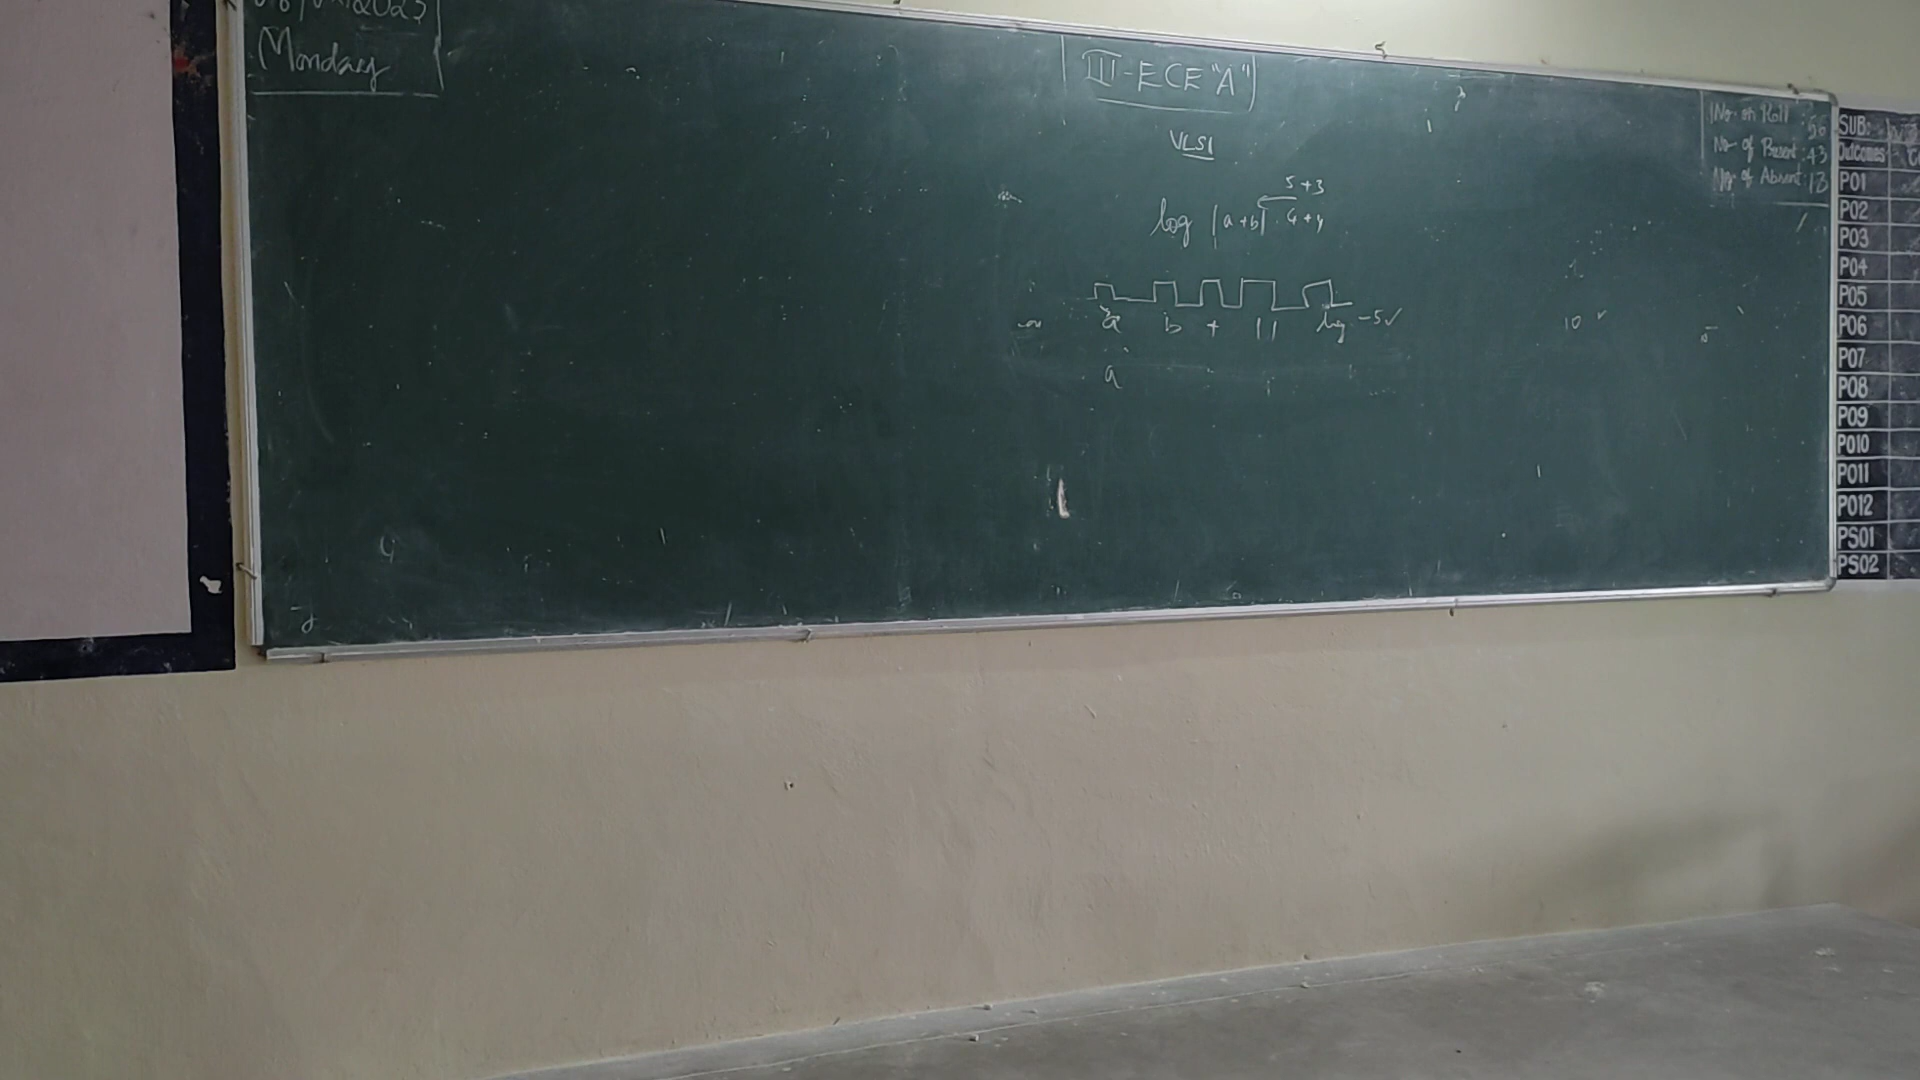 Monday
III-ECE "A"
VLSI
5+3
log |a+b| . 4+4
a b + | | log -5✓
a
10
No. on Roll : 56
No of Present : 43
No of Absent : 13
SUB:
Outcomes
PO1
PO2
PO3
PO4
PO5
PO6
PO7
PO8
PO9
PO10
PO11
PO12
PSO1
PSO2